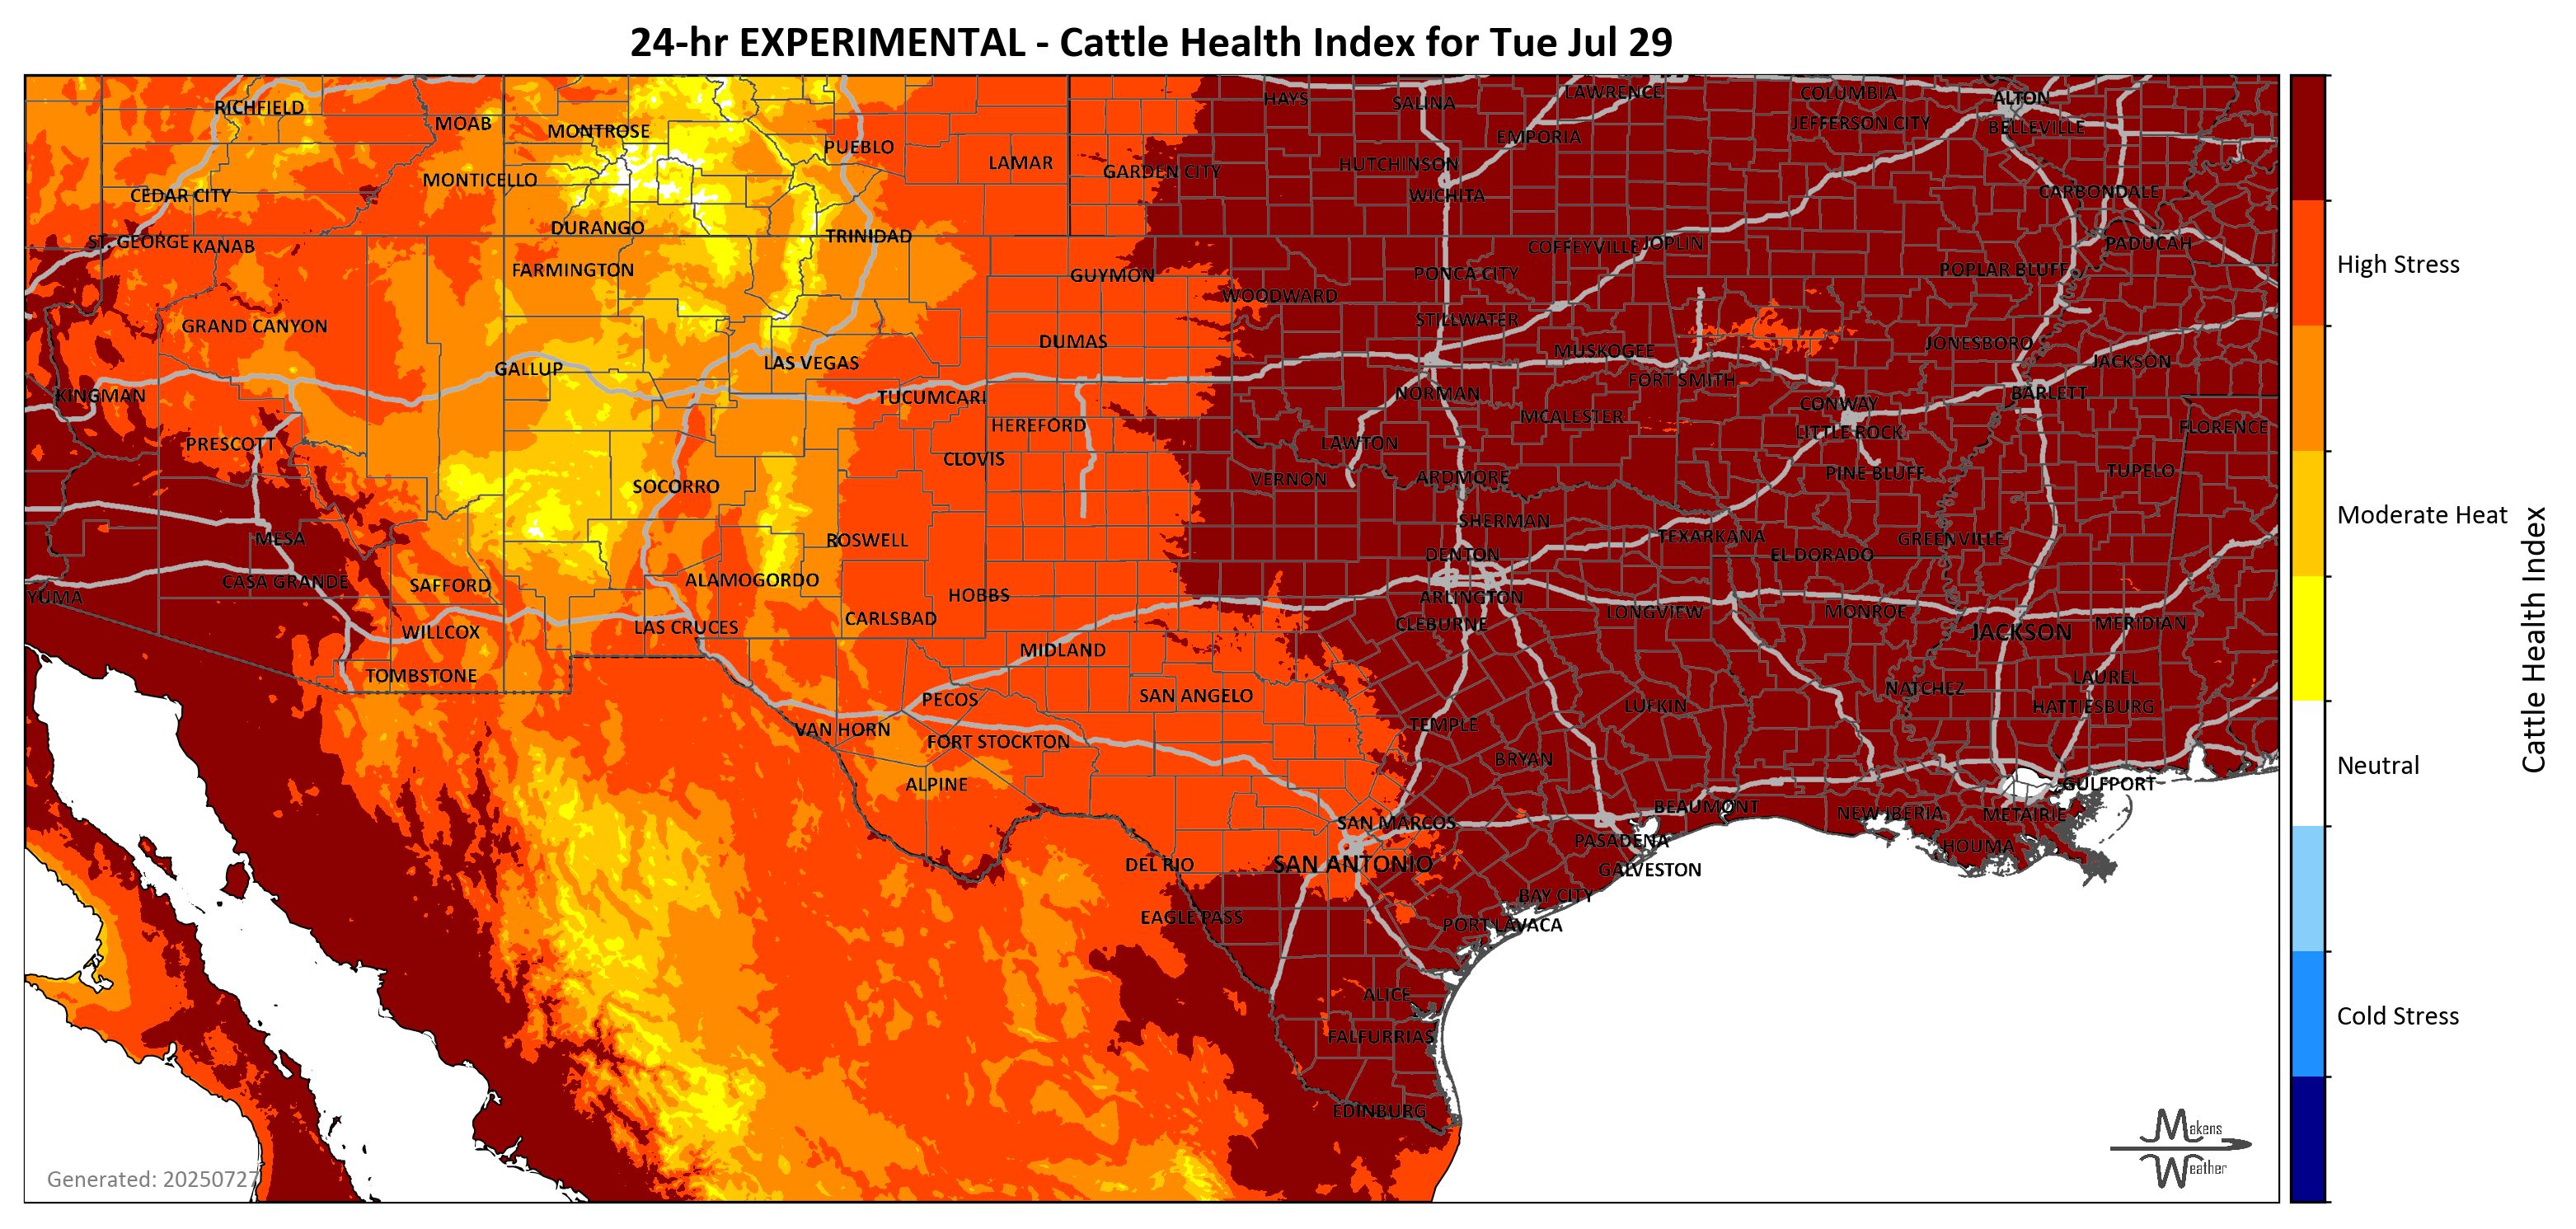 24-hr EXPERIMENTAL - Cattle Health Index for Tue Jul 29
HAYS
SALINA
LAWRENCE
COLUMBIA
ALTON
RICHFIELD
MOAB
MONTROSE
PUEBLO
EMPORIA
JEFFERSON CITY
BELLEVILLE
LAMAR
GARDEN CITY
HUTCHINSON
MONTICELLO
CEDAR CITY
WICHITA
CARBONDALE
DURANGO
TRINIDAD
ST. GEORGE
KANAB
COFFEYVILLE
JOPLIN
PADUCAH
FARMINGTON
GUYMON
PONCA CITY
POPLAR BLUFF
High Stress
WOODWARD
GRAND CANYON
STILLWATER
DUMAS
MUSKOGEE
JONESBORO
JACKSON
GALLUP
LAS VEGAS
FORT SMITH
KINGMAN
TUCUMCARI
NORMAN
CONWAY
BARLETT
HEREFORD
MCALESTER
LITTLE ROCK
FLORENCE
PRESCOTT
LAWTON
CLOVIS
SOCORRO
VERNON
ARDMORE
PINE BLUFF
TUPELO
Moderate Heat
MESA
ROSWELL
SHERMAN
TEXARKANA
GREENVILLE
DENTON
EL DORADO
CASA GRANDE
SAFFORD
ALAMOGORDO
YUMA
HOBBS
ARLINGTON
LONGVIEW
MONROE
CARLSBAD
CLEBURNE
WILLCOX
LAS CRUCES
JACKSON
MERIDIAN
MIDLAND
TOMBSTONE
PECOS
SAN ANGELO
NATCHEZ
LAUREL
HATTIESBURG
LUFKIN
TEMPLE
VAN HORN
FORT STOCKTON
BRYAN
Cattle Health Index
Neutral
ALPINE
GULFPORT
BEAUMONT
NEW IBERIA
METAIRIE
SAN MARCOS
PASADENA
HOUMA
DEL RIO
SAN ANTONIO
GALVESTON
BAY CITY
EAGLE PASS
PORT LAVACA
ALICE
Cold Stress
FALFURRIAS
EDINBURG
Makens
Weather
Generated: 20250727